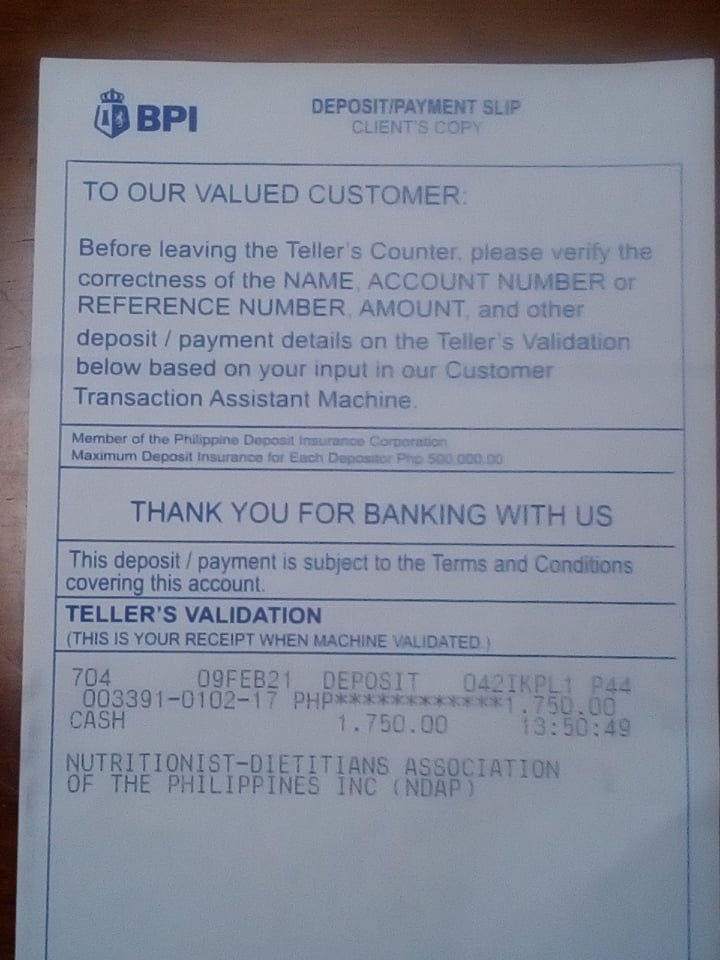 BPI
DEPOSIT/PAYMENT SLIP
CLIENT'S COPY
TO OUR VALUED CUSTOMER:
Before leaving the Teller's Counter, please verify the
correctness of the NAME, ACCOUNT NUMBER or
REFERENCE NUMBER, AMOUNT, and other
deposit / payment details on the Teller's Validation
below based on your input in our Customer
Transaction Assistant Machine.
Member of the Philippine Deposit Insurance Corporation
Maximum Deposit Insurance for Each Depositor Php 500,000.00
THANK YOU FOR BANKING WITH US
This deposit / payment is subject to the Terms and Conditions
covering this account.
TELLER'S VALIDATION
(THIS IS YOUR RECEIPT WHEN MACHINE VALIDATED.)
704 09FEB21 DEPOSIT 042IKPL1 P44
003391-0102-17 PHP************1,750.00
CASH 1,750.00 13:50:49
NUTRITIONIST-DIETITIANS ASSOCIATION
OF THE PHILIPPINES INC (NDAP)